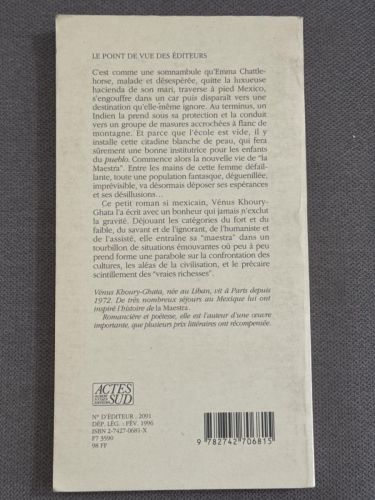 LE POINT DE VUE DES ÉDITEURS
C'est comme une somnambule qu'Emma Chattle-
horse, malade et désespérée, quitte la luxueuse
hacienda de son mari, traverse à pied Mexico,
s'engouffre dans un car puis disparaît vers une
destination qu'elle-même ignore. Au terminus, un
Indien la prend sous sa protection et la conduit
vers un groupe de masures accrochées à flanc de
montagne. Et parce que l'école est vide, il y
installe cette citadine blanche de peau, qui fera
sûrement une bonne institutrice pour les enfants
du pueblo. Commence alors la nouvelle vie de "la
Maestra". Entre les mains de cette femme défail-
lante, toute une population fantasque, déguenillée,
imprévisible, va désormais déposer ses espérances
et ses désillusions…
Ce petit roman si mexicain, Vénus Khoury-
Ghata l'a écrit avec un bonheur qui jamais n'exclut
la gravité. Déjouant les catégories du fort et du
faible, du savant et de l'ignorant, de l'humaniste et
de l'assisté, elle entraîne sa "maestra" dans un
tourbillon de situations émouvantes où peu à peu
prend forme une parabole sur la confrontation des
cultures, les aléas de la civilisation, et le précaire
scintillement des "vraies richesses".
Vénus Khoury-Ghata, née au Liban, vit à Paris depuis
1972. De très nombreux séjours au Mexique lui ont
inspiré l'histoire de la Maestra.
Romancière et poétesse, elle est l'auteur d'une œuvre
importante, que plusieurs prix littéraires ont récompensée.
ACTES
SUD
N° D'ÉDITEUR : 2091
DÉP. LÉG. : FÉV. 1996
ISBN 2-7427-0681-X
F7 3590
98 FF
9 782742 706815